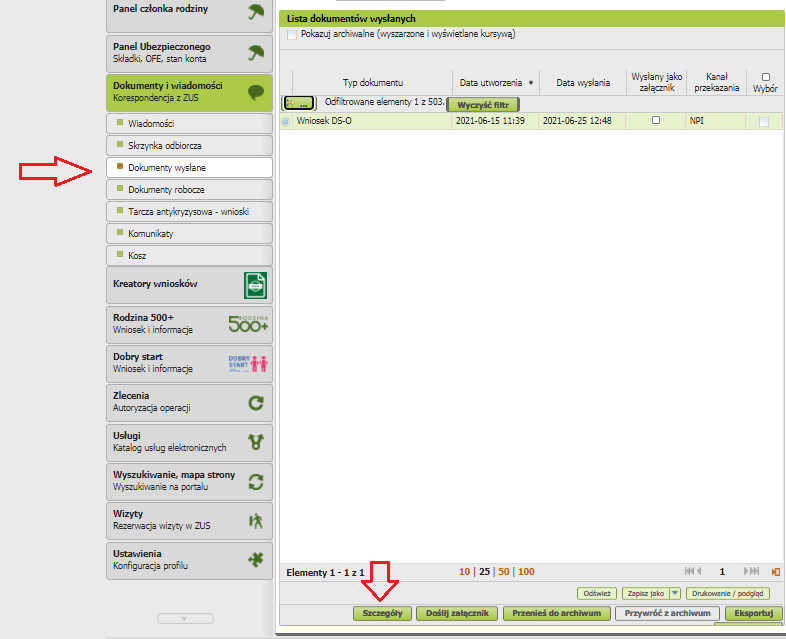 Panel członka rodziny
Panel Ubezpieczonego
Składki, OFE, stan konta
Dokumenty i wiadomości
Korespondencja z ZUS
Wiadomości
Skrzynka odbiorcza
Dokumenty wysłane
Dokumenty robocze
Tarcza antykryzysowa - wnioski
Komunikaty
Kosz
Kreatory wniosków
Rodzina 500+
Wniosek i informacje
RODZINA
500+
Dobry start
Wniosek i informacje
DOBRY
START
Zlecenia
Autoryzacja operacji
Usługi
Katalog usług elektronicznych
Wyszukiwanie, mapa strony
Wyszukiwanie na portalu
Wizyty
Rezerwacja wizyty w ZUS
Ustawienia
Konfiguracja profilu
Lista dokumentów wysłanych
Pokazuj archiwalne (wyszarzone i wyświetlane kursywą)
Typ dokumentu
Data utworzenia
Data wysłania
Wysłany jako
załącznik
Kanał
przekazania
Wybór
...
Odfiltrowane elementy 1 z 503.
Wyczyść filtr
Wniosek DS-O
2021-06-15 11:39
2021-06-25 12:48
NPI
Elementy 1 - 1 z 1
10 | 25 | 50 | 100
1
Odśwież
Zapisz jako
Drukowanie / podgląd
Szczegóły
Doślij załącznik
Przenieś do archiwum
Przywróć z archiwum
Eksportuj